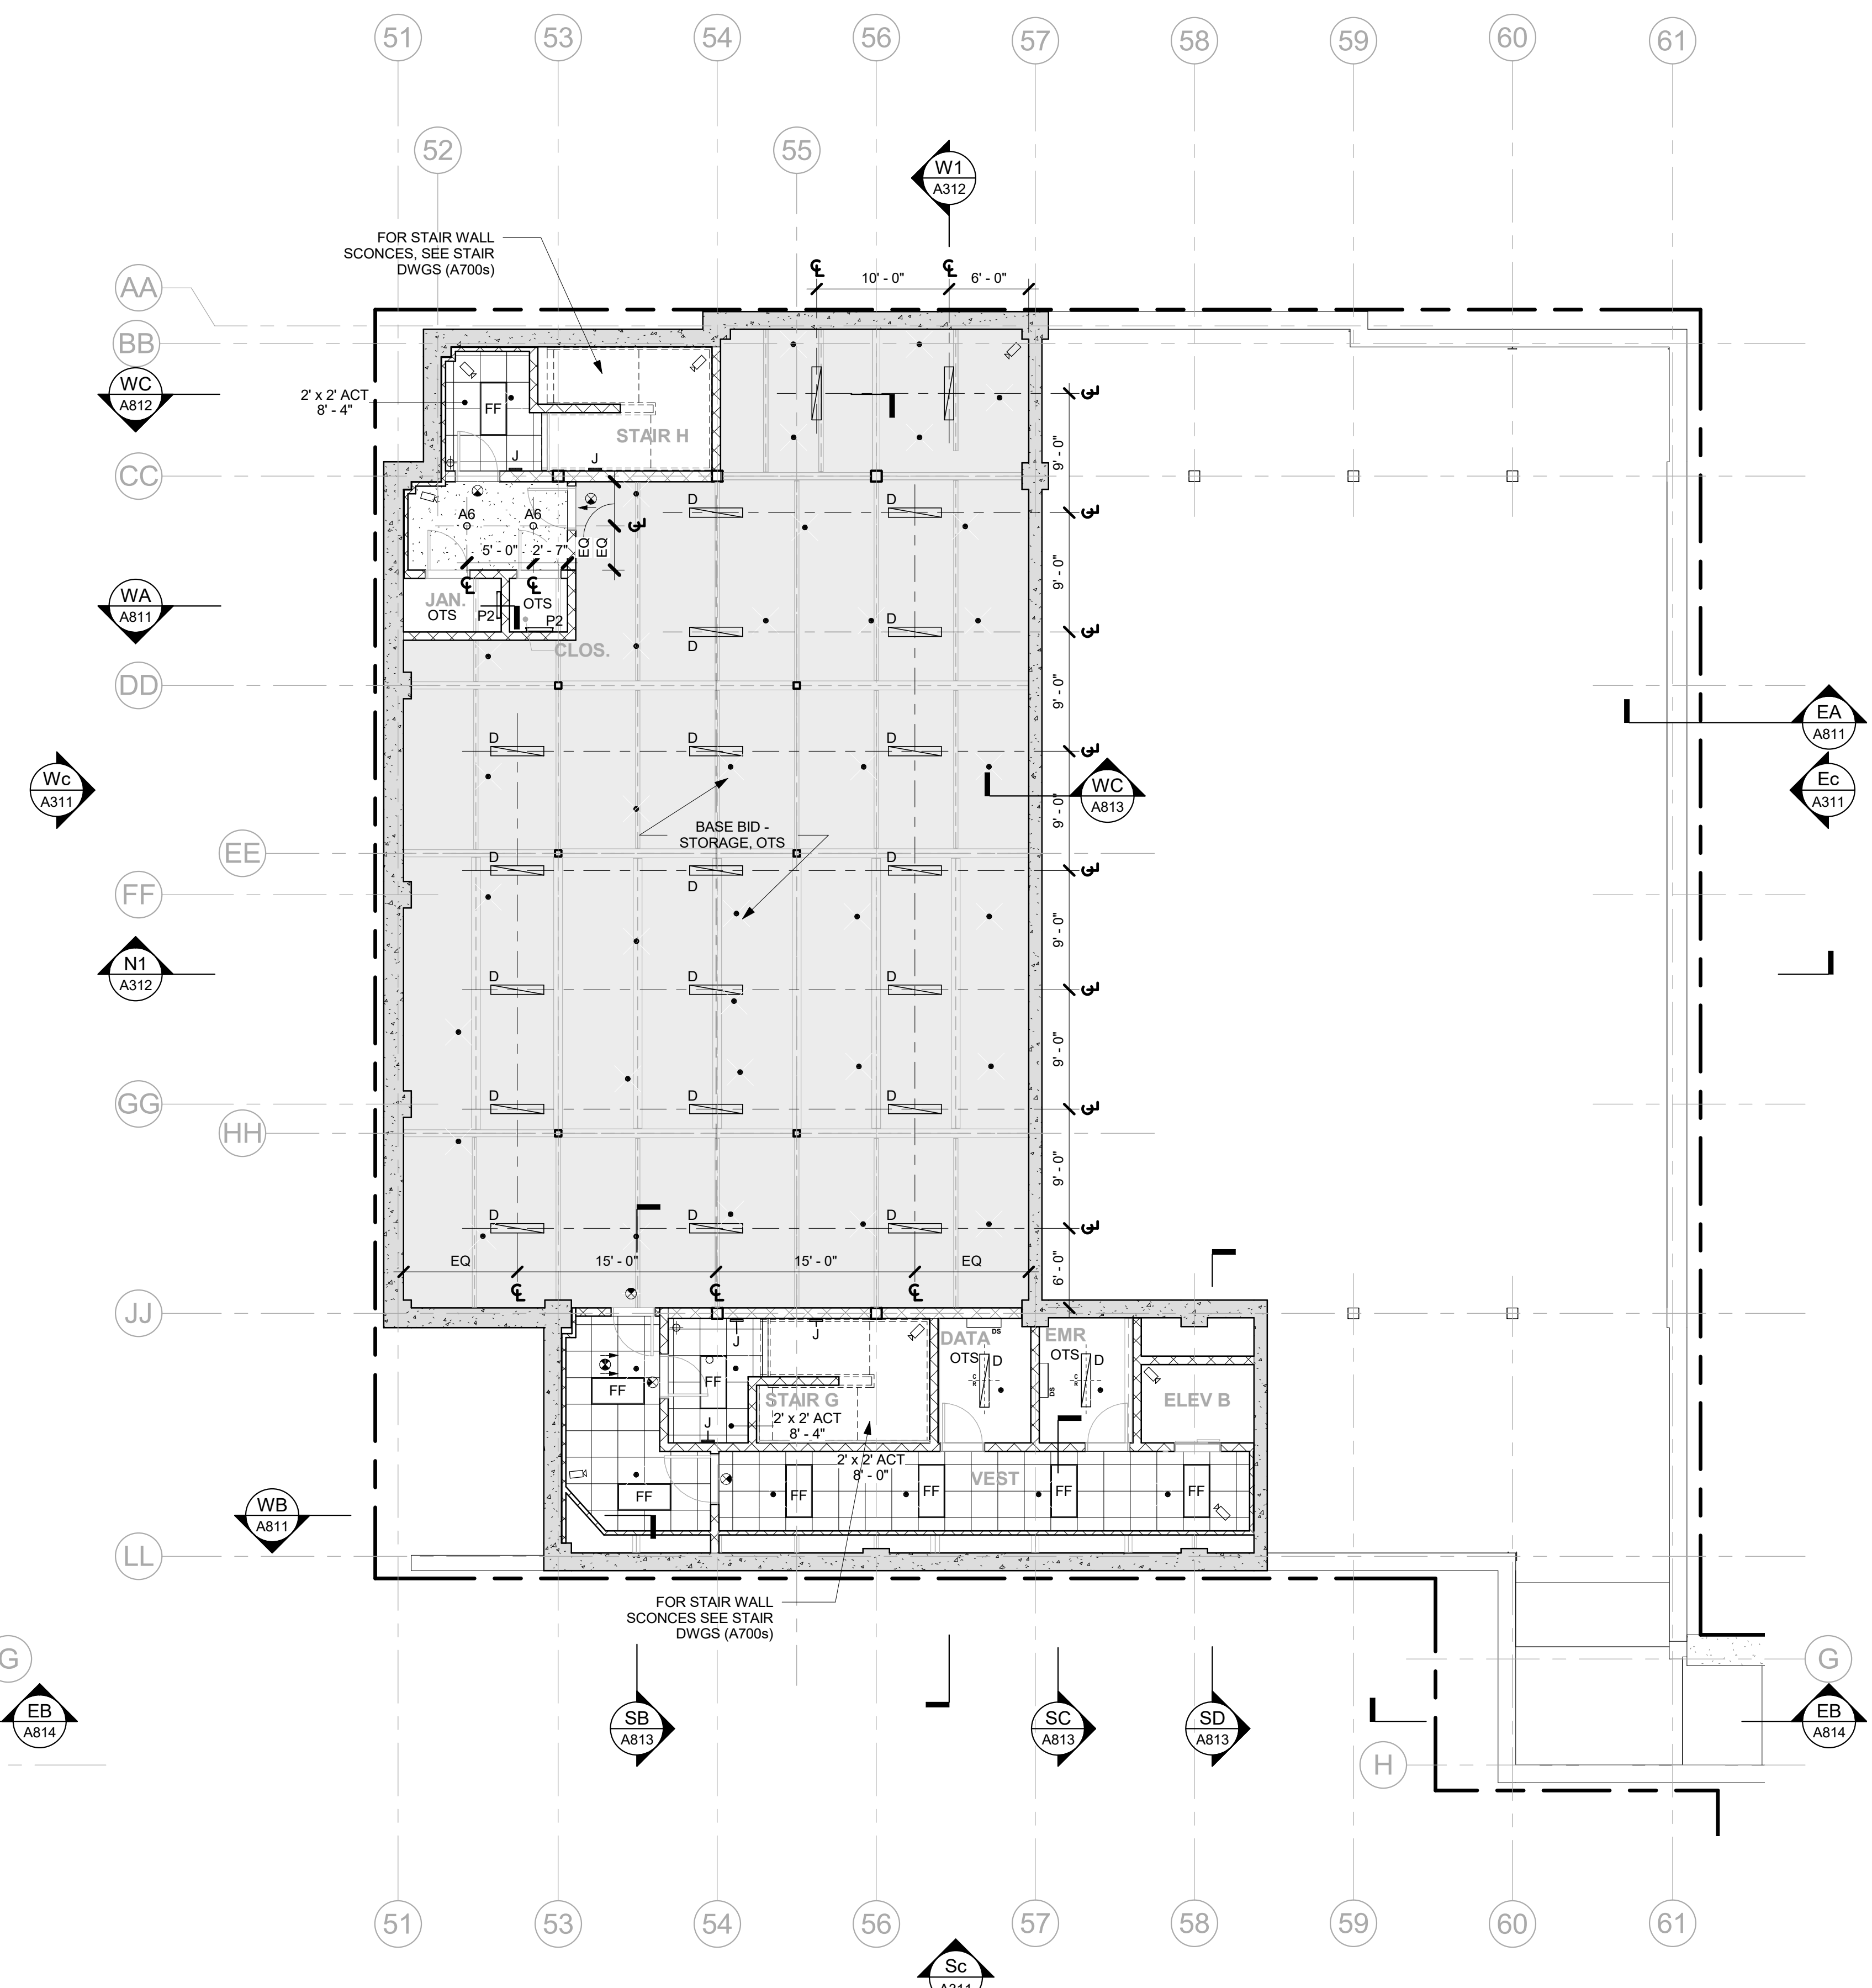 51
53
54
56
57
58
59
60
61
52
55
W1
A312
FOR STAIR WALL
SCONCES, SEE STAIR
DWGS (A700s)
10' - 0"
6' - 0"
AA
BB
WC
A812
2' x 2' ACT
8' - 4"
FF
STAIR H
J
J
9' - 0"
CC
D
D
A6
A6
5' - 0"
2' - 7"
EQ
EQ
9' - 0"
WA
A811
JAN.
OTS
P2
OTS
P2
CLOS.
D
D
DD
9' - 0"
EA
A811
D
D
D
Wc
A311
WC
A813
Ec
A311
9' - 0"
BASE BID -
STORAGE, OTS
EE
D
D
D
FF
9' - 0"
N1
A312
D
D
D
9' - 0"
GG
D
D
D
HH
9' - 0"
D
D
D
EQ
15' - 0"
15' - 0"
EQ
6' - 0"
JJ
J
J
DATA
DS
OTS
D
C
R
EMR
OTS
D
C
R
DS
FF
FF
STAIR G
2' x 2' ACT
8' - 4"
J
ELEV B
2' x 2' ACT
8' - 0"
VEST
FF
FF
FF
FF
FF
WB
A811
LL
FOR STAIR WALL
SCONCES SEE STAIR
DWGS (A700s)
G
G
EB
A814
SB
A813
SC
A813
SD
A813
EB
A814
H
51
53
54
56
57
58
59
60
61
Sc
A311